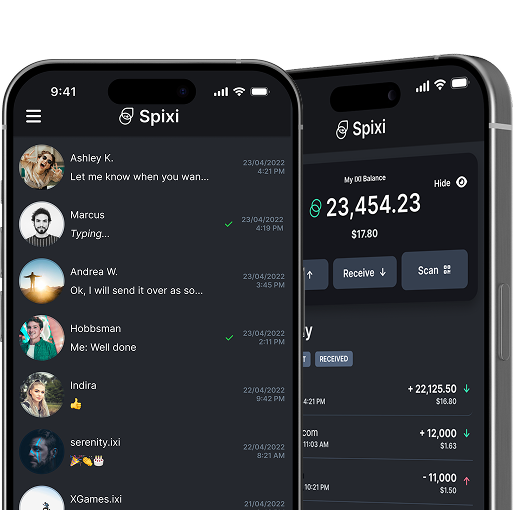 9:41
Spixi
Ashley K.
Let me know when you wan...
23/04/2022
4:21 PM
Marcus
Typing...
23/04/2022
4:19 PM
Andrea W.
Ok, I will send it over as so...
23/04/2022
3:45 PM
Hobbsman
Me: Well done
23/04/2022
2:11 PM
Indira
22/04/2022
9:42 PM
serenity.ixi
22/04/2022
8:21 AM
XGames.ixi
21/04/2022
Spixi
My IXI Balance
Hide
23,454.23
$17.80
Receive
Scan
RECEIVED
4:21 PM
+ 22,125.50
$16.80
com
11:03 AM
+ 12,000
$1.63
10:21 PM
- 11,000
$1.50